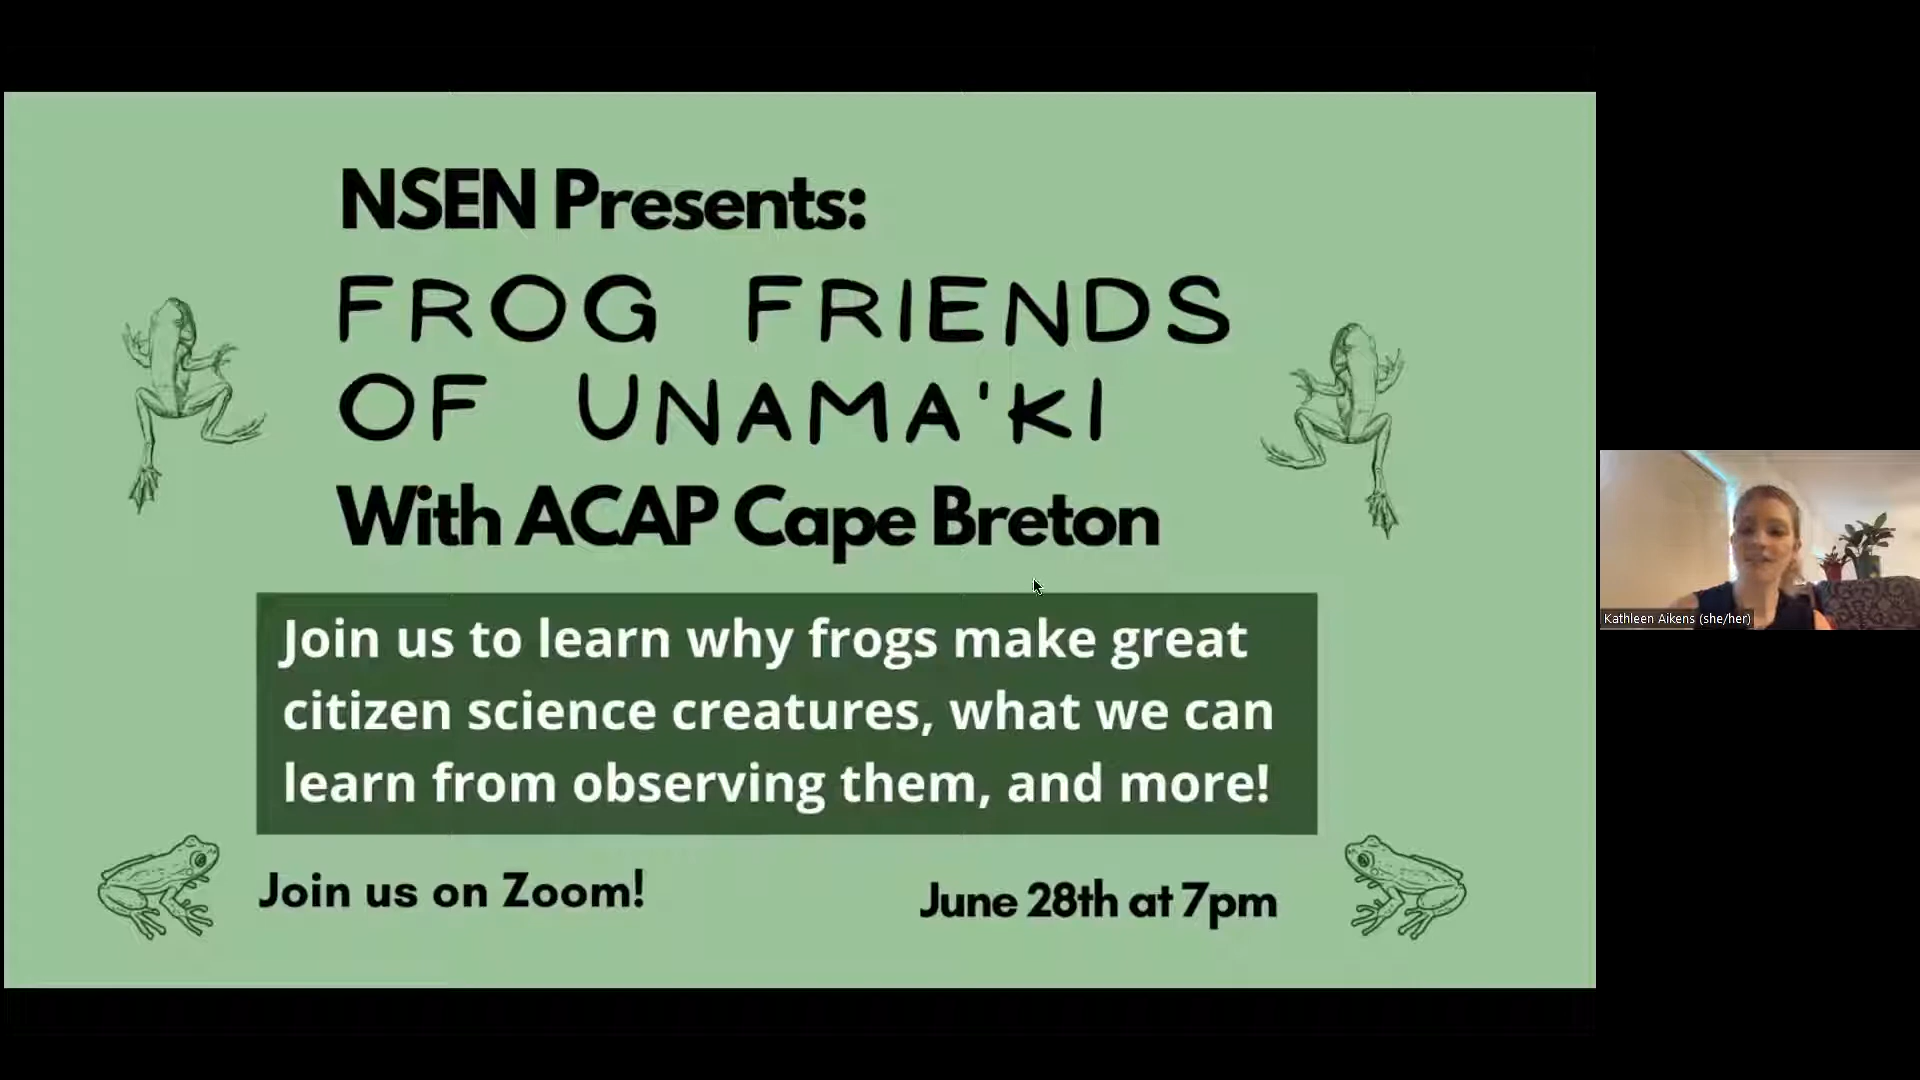 NSEN Presents:
FROG FRIENDS
OF UNAMA'KI
With ACAP Cape Breton
Join us to learn why frogs make great
citizen science creatures, what we can
learn from observing them, and more!
Join us on Zoom!
June 28th at 7pm
Kathleen Aikens (she/her)